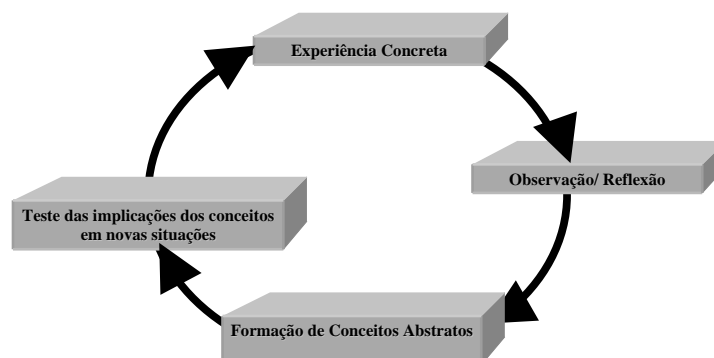 Experiência Concreta
Observação/ Reflexão
Teste das implicações dos conceitos
em novas situações
Formação de Conceitos Abstratos